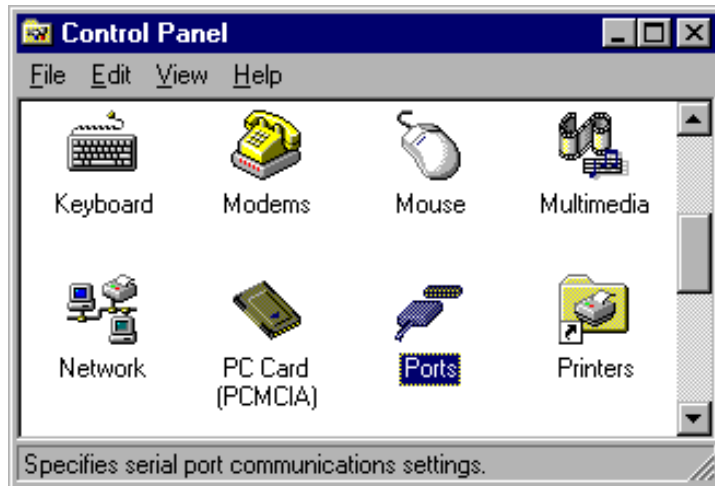 Control Panel
File Edit View Help
Keyboard Modems Mouse Multimedia
Network PC Card Ports Printers
(PCMCIA)
Specifies serial port communications settings.